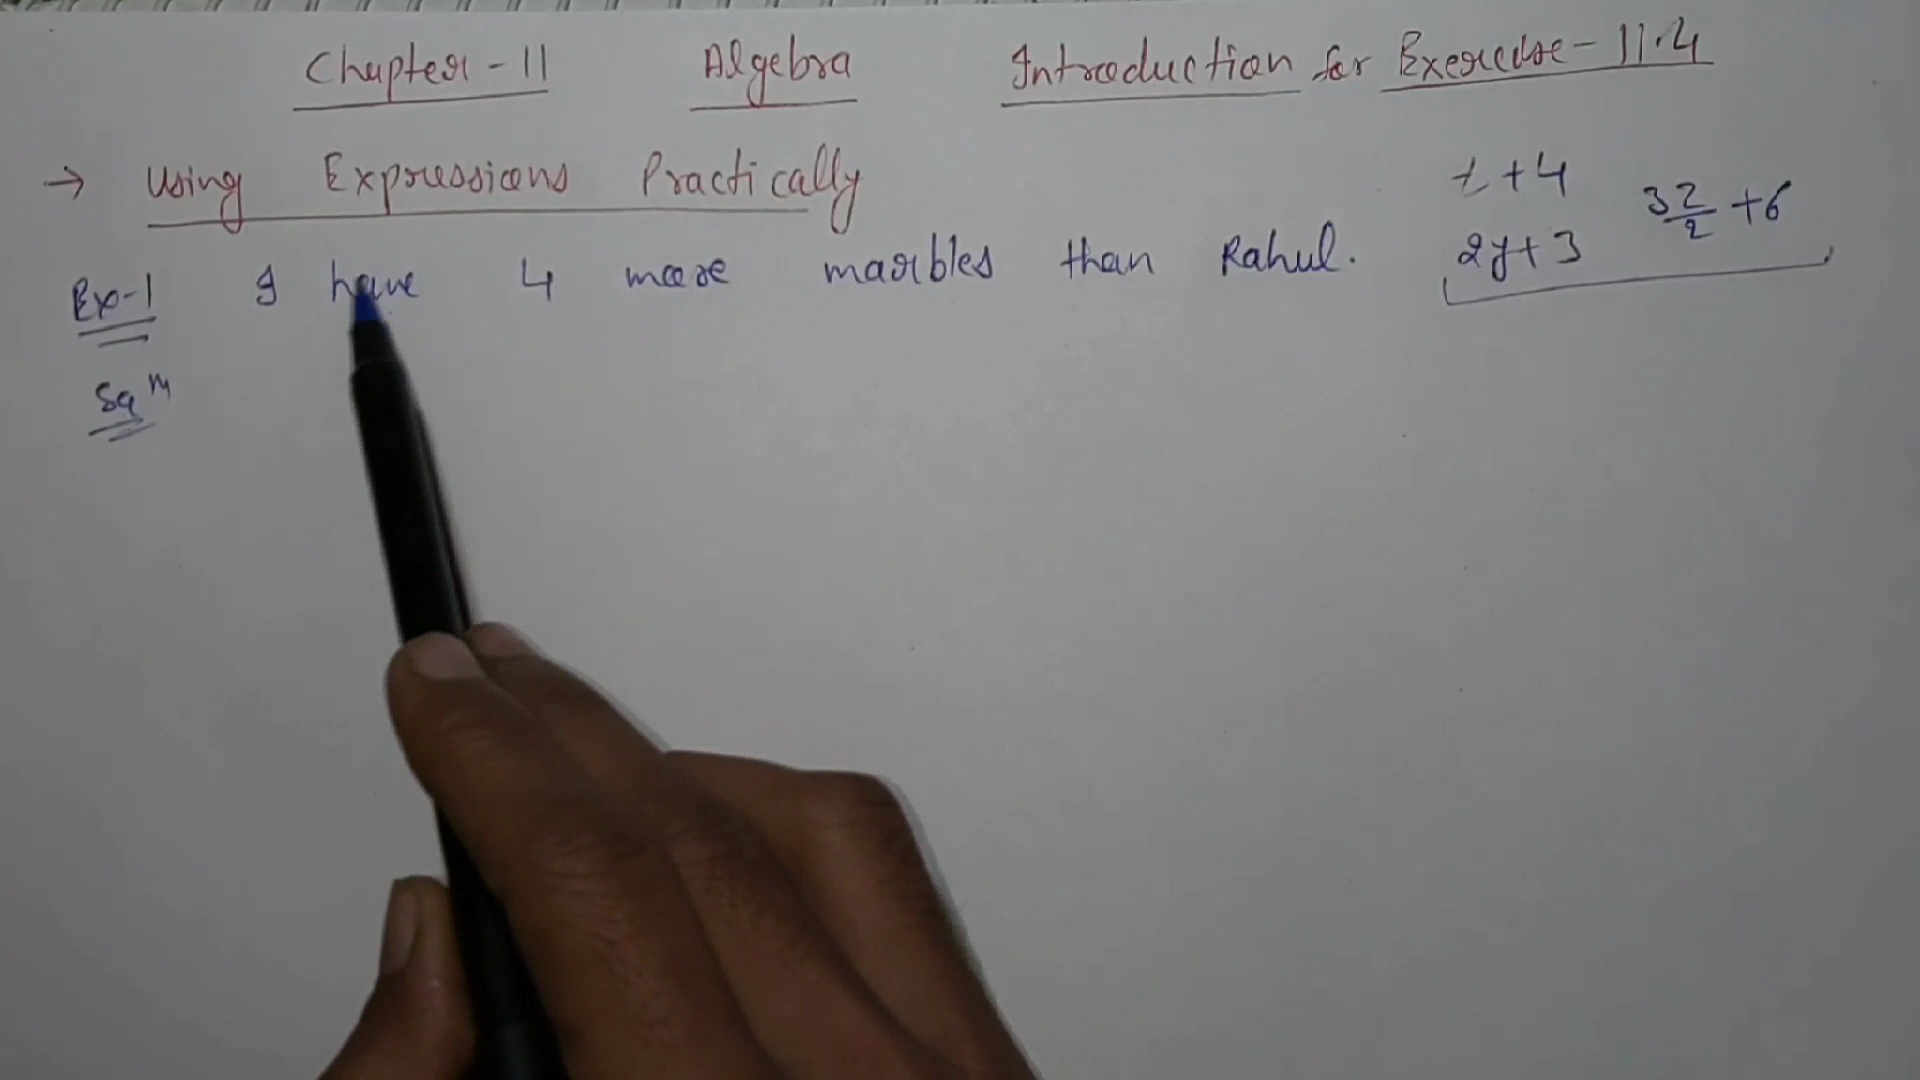 Chapter - 11 Algebra Introduction for Exercise - 11.4
→ Using Expressions Practically
Ex-1 I have 4 more marbles than Rahul.
t + 4
2y + 3
3z/2 + 6
Solⁿ